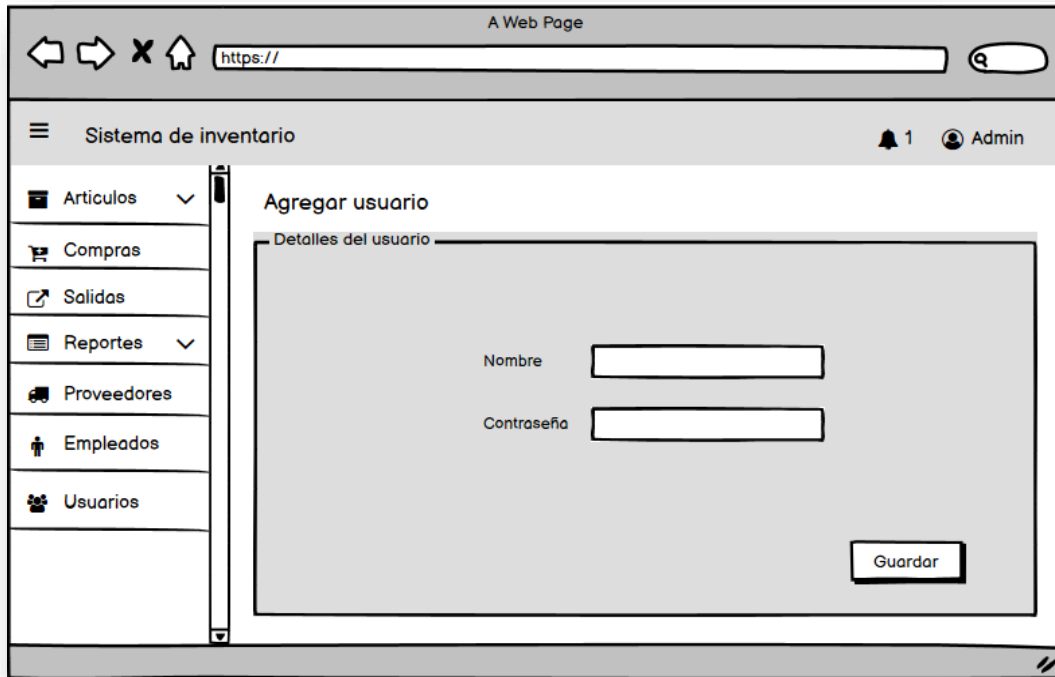 A Web Page
https://
Sistema de inventario
1
Admin
Articulos
Compras
Salidas
Reportes
Proveedores
Empleados
Usuarios
Agregar usuario
Detalles del usuario
Nombre
Contraseña
Guardar